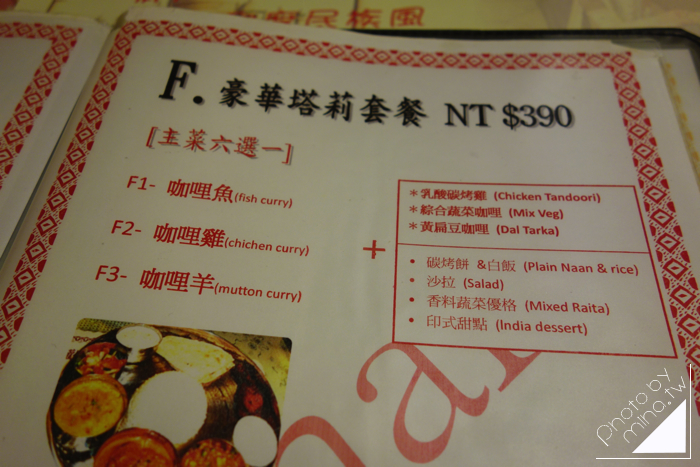 民族風
F. 豪華塔莉套餐 NT $390
[主菜六選一]
F1- 咖哩魚(fish curry)
F2- 咖哩雞(chichen curry)
F3- 咖哩羊(mutton curry)
+
＊乳酸碳烤雞 (Chicken Tandoori)
＊綜合蔬菜咖哩 (Mix Veg)
＊黃扁豆咖哩 (Dal Tarka)
• 碳烤餅 &白飯 (Plain Naan & rice)
• 沙拉 (Salad)
• 香料蔬菜優格 (Mixed Raita)
• 印式甜點 (India dessert)
photo by
mina.tw